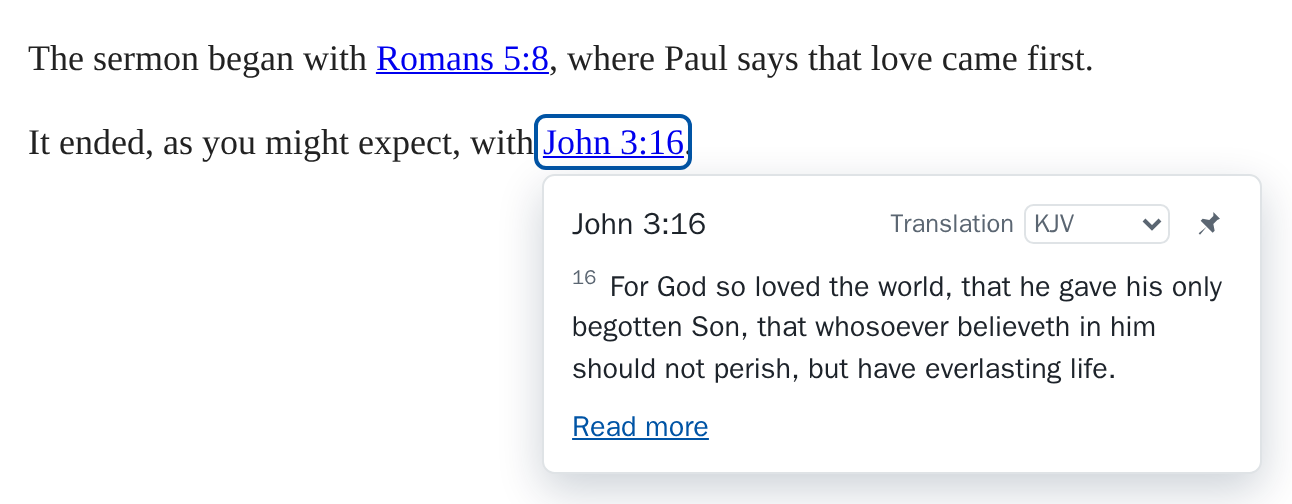 The sermon began with Romans 5:8, where Paul says that love came first.
It ended, as you might expect, with John 3:16.
John 3:16 Translation KJV
16 For God so loved the world, that he gave his only
begotten Son, that whosoever believeth in him
should not perish, but have everlasting life.
Read more